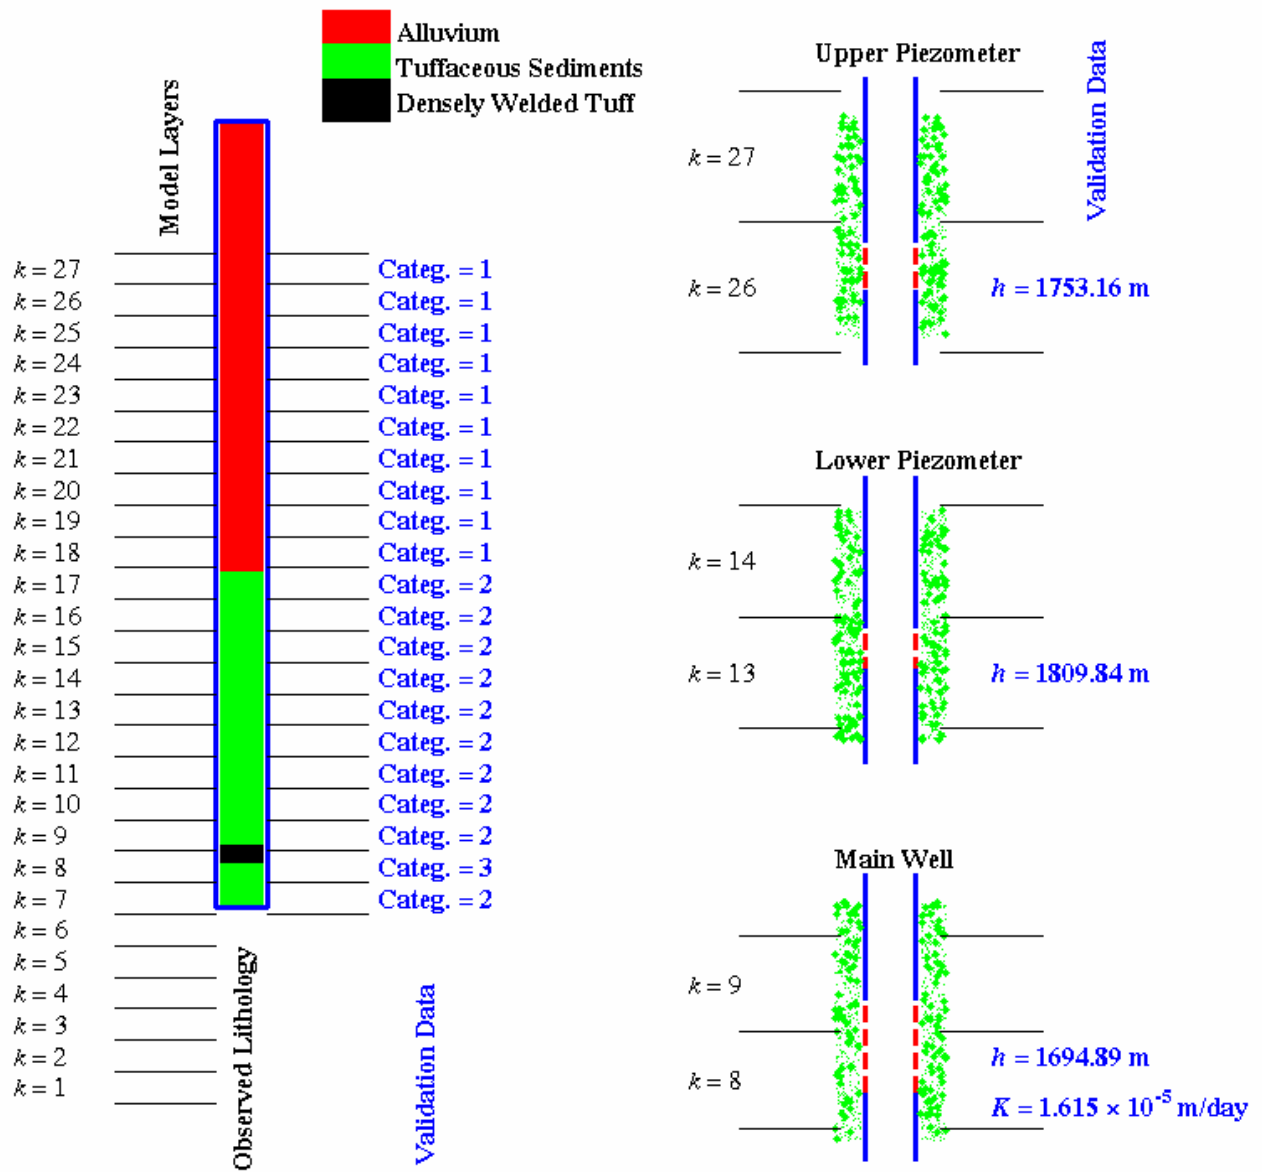 Alluvium
Tuffaceous Sediments
Densely Welded Tuff
Model Layers
k = 27 Categ. = 1
k = 26 Categ. = 1
k = 25 Categ. = 1
k = 24 Categ. = 1
k = 23 Categ. = 1
k = 22 Categ. = 1
k = 21 Categ. = 1
k = 20 Categ. = 1
k = 19 Categ. = 1
k = 18 Categ. = 1
k = 17 Categ. = 2
k = 16 Categ. = 2
k = 15 Categ. = 2
k = 14 Categ. = 2
k = 13 Categ. = 2
k = 12 Categ. = 2
k = 11 Categ. = 2
k = 10 Categ. = 2
k = 9 Categ. = 2
k = 8 Categ. = 3
k = 7 Categ. = 2
k = 6
k = 5
k = 4
k = 3
k = 2
k = 1
Observed Lithology
Validation Data
Upper Piezometer
Validation Data
k = 27
k = 26
h = 1753.16 m
Lower Piezometer
k = 14
k = 13
h = 1809.84 m
Main Well
k = 9
k = 8
h = 1694.89 m
K = 1.615 × 10⁻⁵ m/day